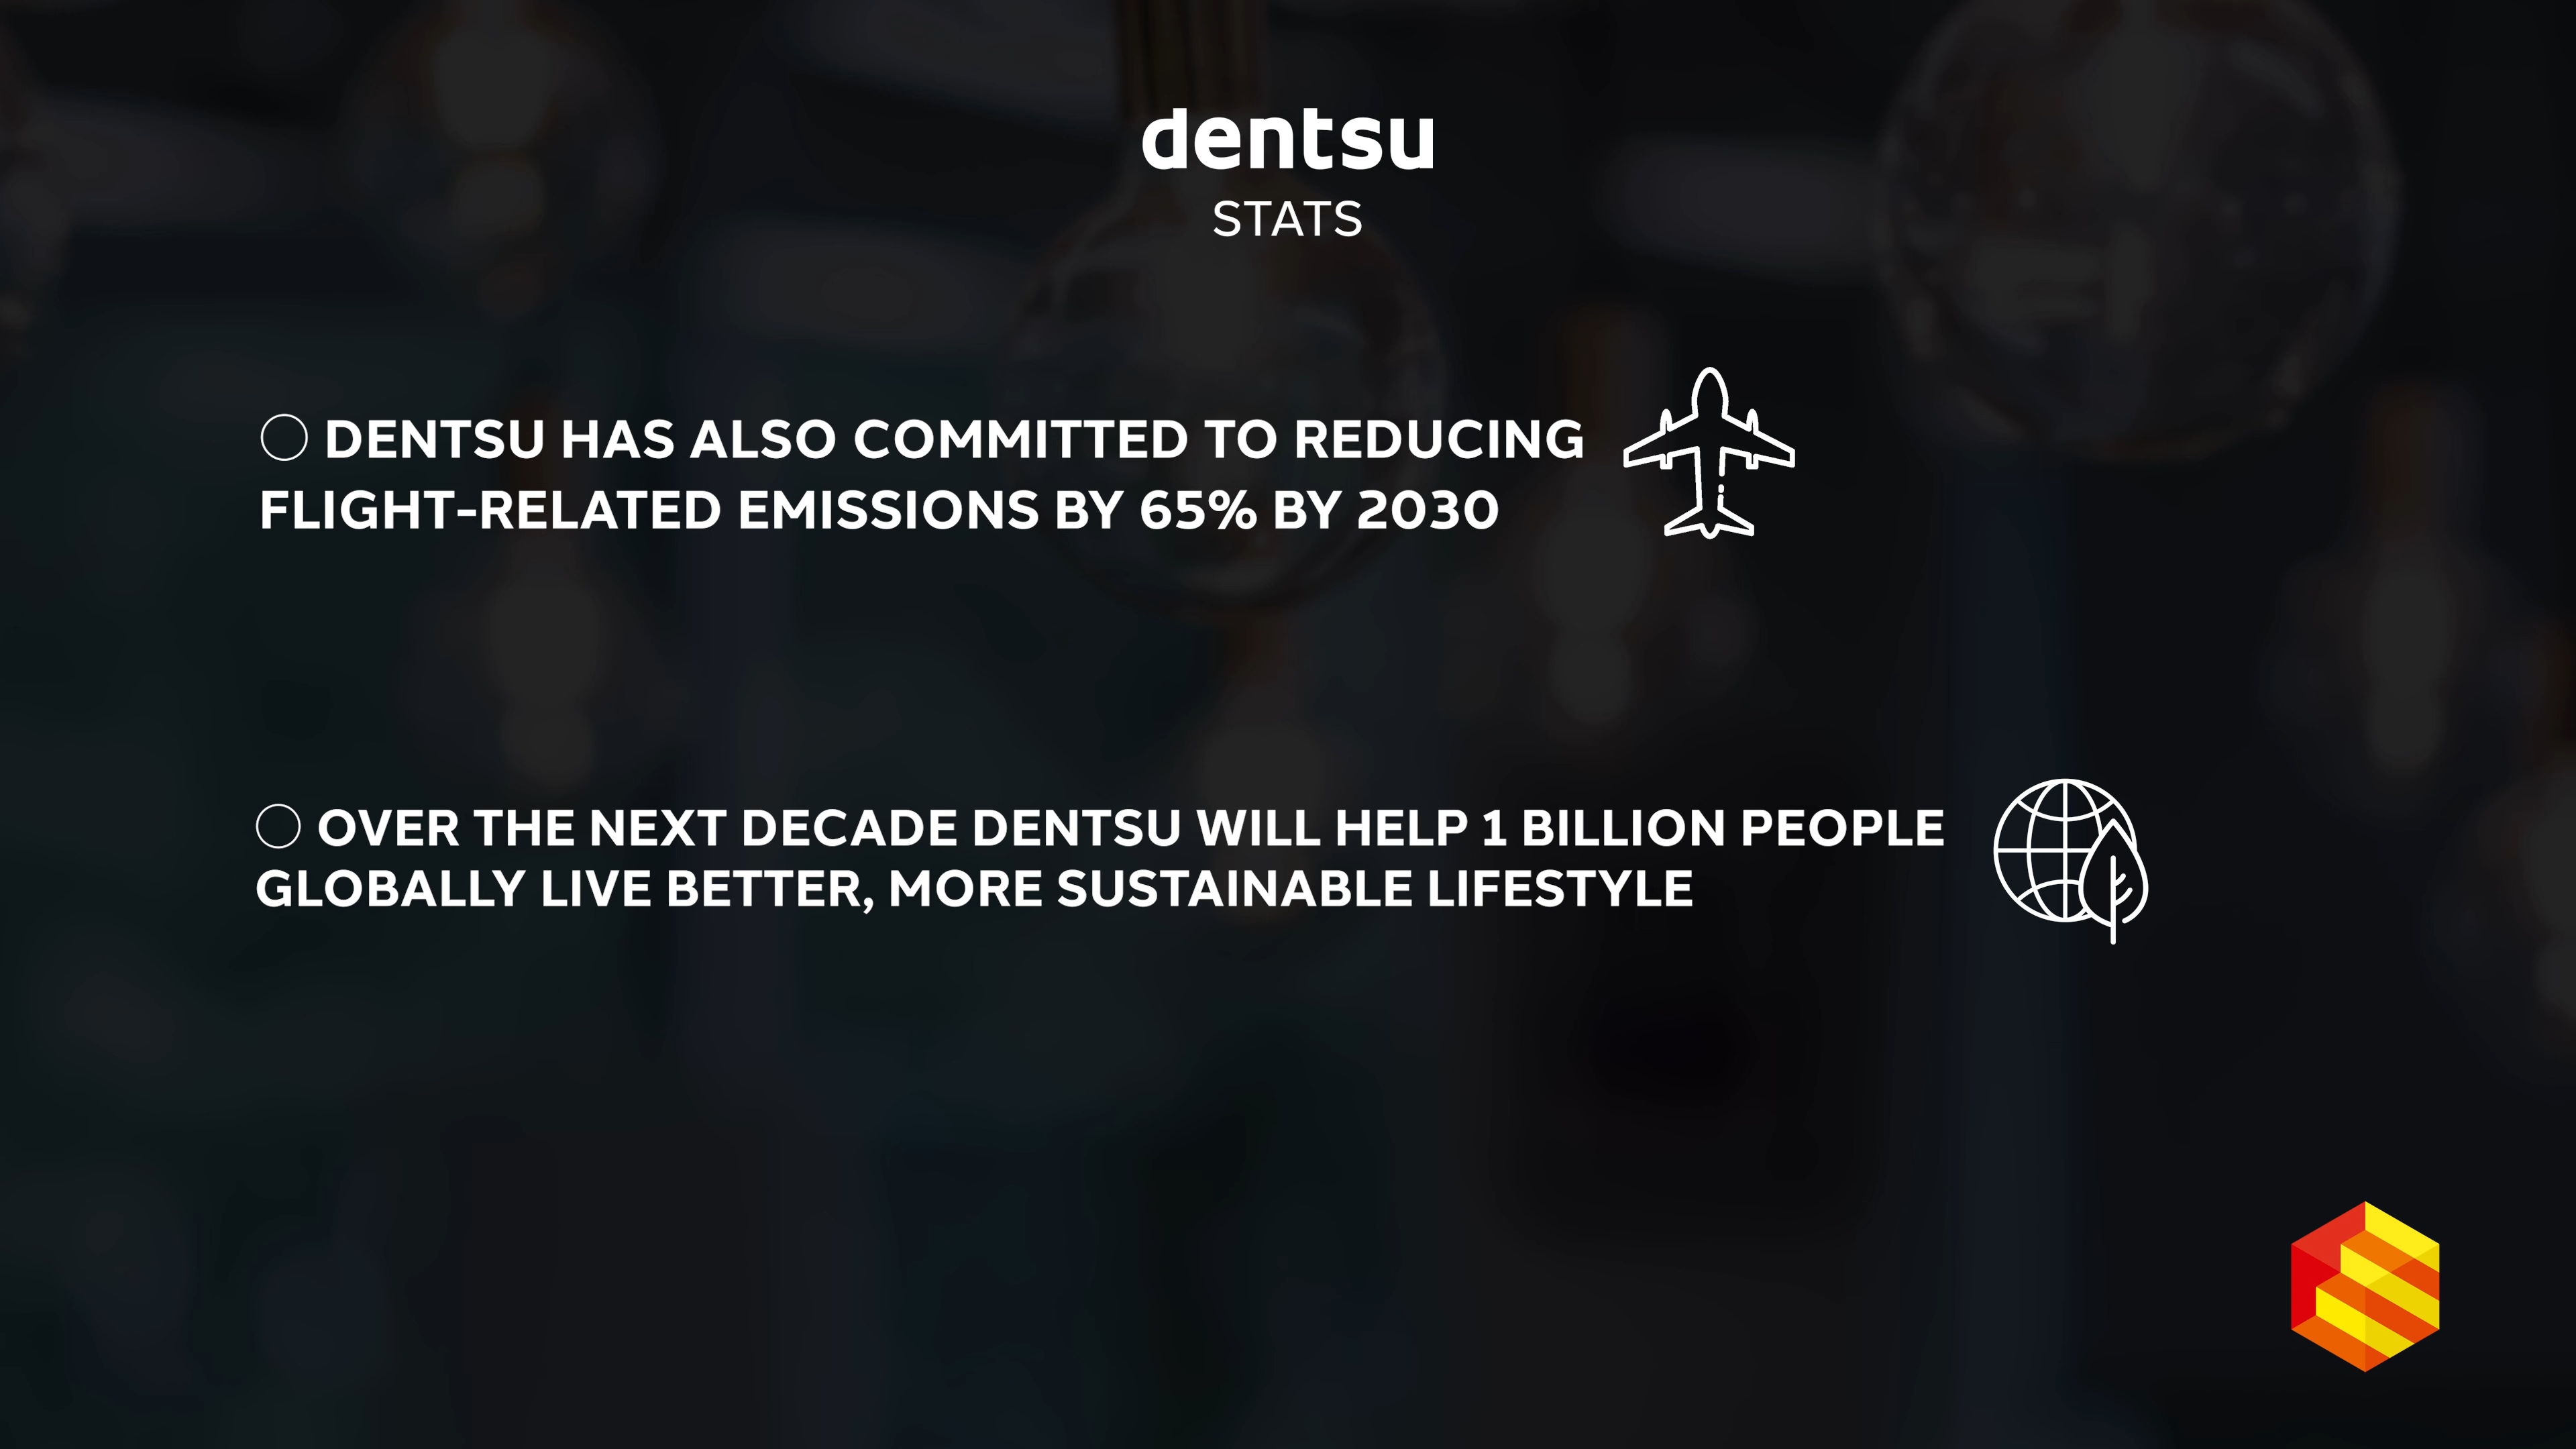 dentsu
STATS
DENTSU HAS ALSO COMMITTED TO REDUCING
FLIGHT-RELATED EMISSIONS BY 65% BY 2030
OVER THE NEXT DECADE DENTSU WILL HELP 1 BILLION PEOPLE
GLOBALLY LIVE BETTER, MORE SUSTAINABLE LIFESTYLE